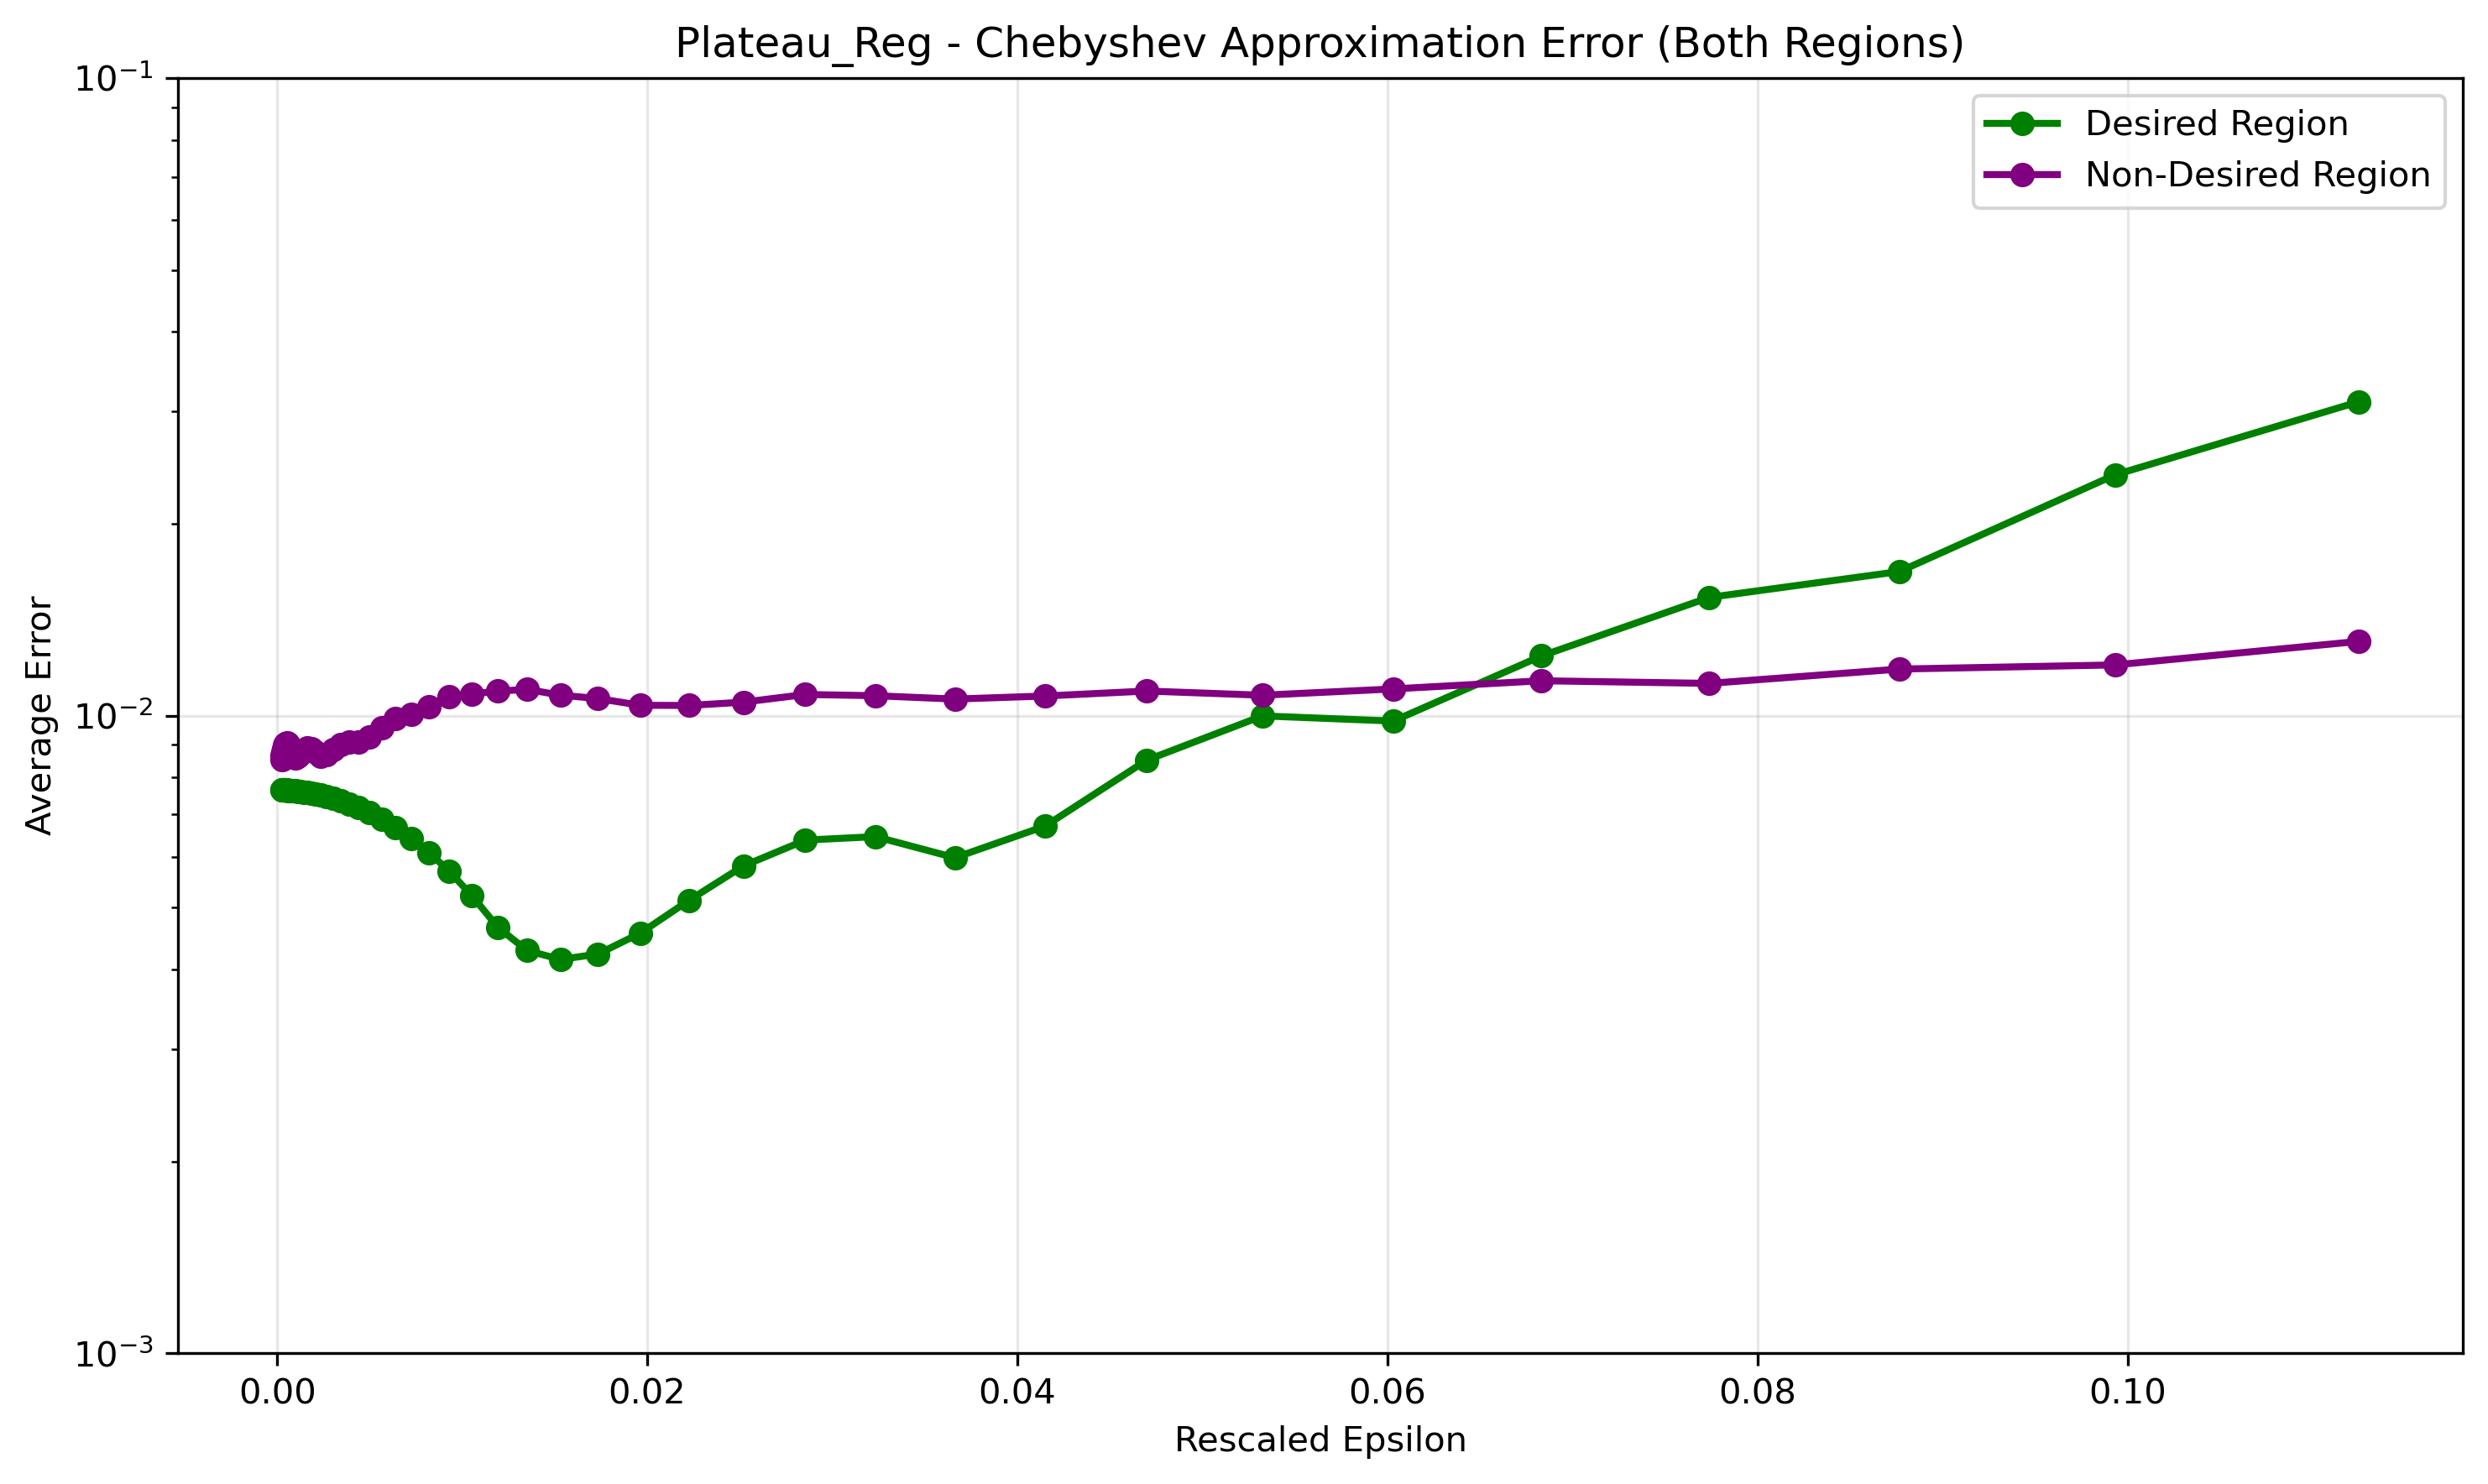 Plateau_Reg - Chebyshev Approximation Error (Both Regions)
10⁻¹
10⁻²
10⁻³
Average Error
Desired Region
Non-Desired Region
0.00 0.02 0.04 0.06 0.08 0.10
Rescaled Epsilon